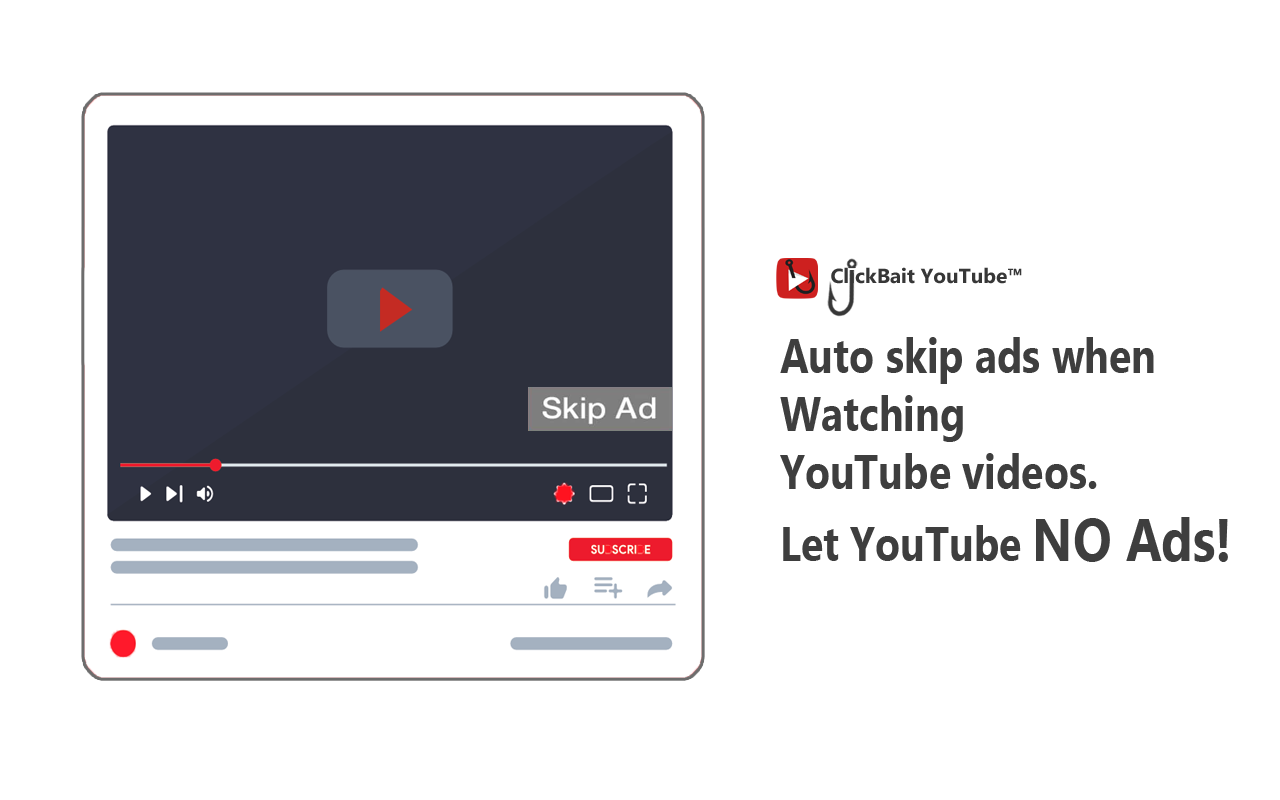 Skip Ad
SUBSCRIBE
ClickBait YouTube™
Auto skip ads when
Watching
YouTube videos.
Let YouTube NO Ads!